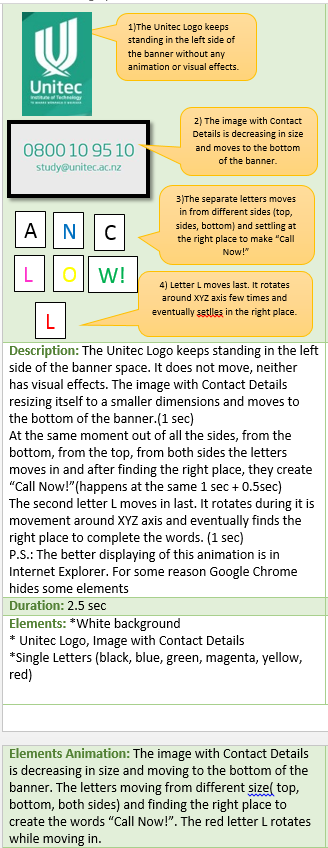 Unitec
Institute of Technology
1)The Unitec Logo keeps
standing in the left side of
the banner without any
animation or visual effects.
0800 10 95 10
study@unitec.ac.nz
2) The image with Contact
Details is decreasing in size
and moves to the bottom
of the banner.
A N C
L O W!
L
3)The separate letters moves
in from different sides (top,
sides, bottom) and settling at
the right place to make “Call
Now!”
4) Letter L moves last. It rotates
around XYZ axis few times and
eventually setlles in the right place.
Description: The Unitec Logo keeps standing in the left
side of the banner space. It does not move, neither
has visual effects. The image with Contact Details
resizing itself to a smaller dimensions and moves to
the bottom of the banner.(1 sec)
At the same moment out of all the sides, from the
bottom, from the top, from both sides the letters
moves in and after finding the right place, they create
“Call Now!”(happens at the same 1 sec + 0.5sec)
The second letter L moves in last. It rotates during it is
movement around XYZ axis and eventually finds the
right place to complete the words. (1 sec)
P.S.: The better displaying of this animation is in
Internet Explorer. For some reason Google Chrome
hides some elements
Duration: 2.5 sec
Elements: *White background
* Unitec Logo, Image with Contact Details
*Single Letters (black, blue, green, magenta, yellow,
red)
Elements Animation: The image with Contact Details
is decreasing in size and moving to the bottom of the
banner. The letters moving from different size( top,
bottom, both sides) and finding the right place to
create the words “Call Now!”. The red letter L rotates
while moving in.